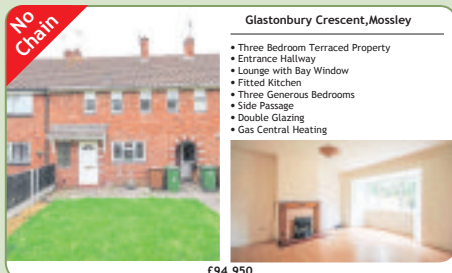 No
Chain
Glastonbury Crescent,Mossley
• Three Bedroom Terraced Property
• Entrance Hallway
• Lounge with Bay Window
• Fitted Kitchen
• Three Generous Bedrooms
• Side Passage
• Double Glazing
• Gas Central Heating
£94,950